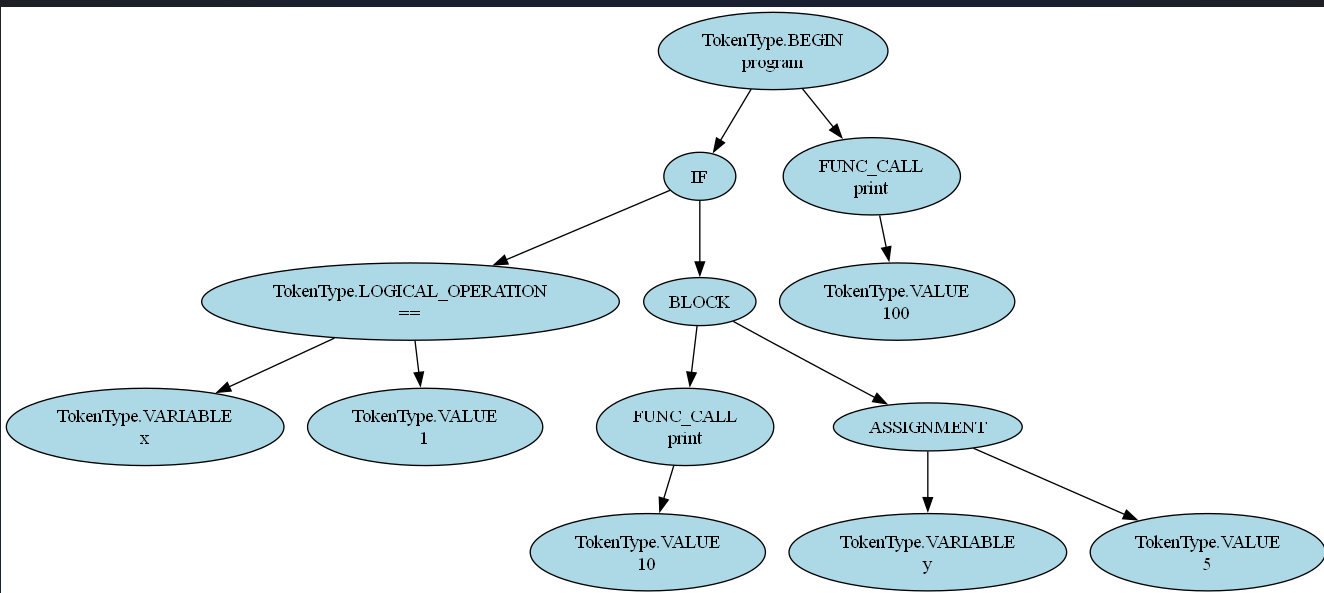 TokenType.BEGIN
program
IF
FUNC_CALL
print
TokenType.LOGICAL_OPERATION
==
BLOCK
TokenType.VALUE
100
TokenType.VARIABLE
x
TokenType.VALUE
1
FUNC_CALL
print
ASSIGNMENT
TokenType.VALUE
10
TokenType.VARIABLE
y
TokenType.VALUE
5